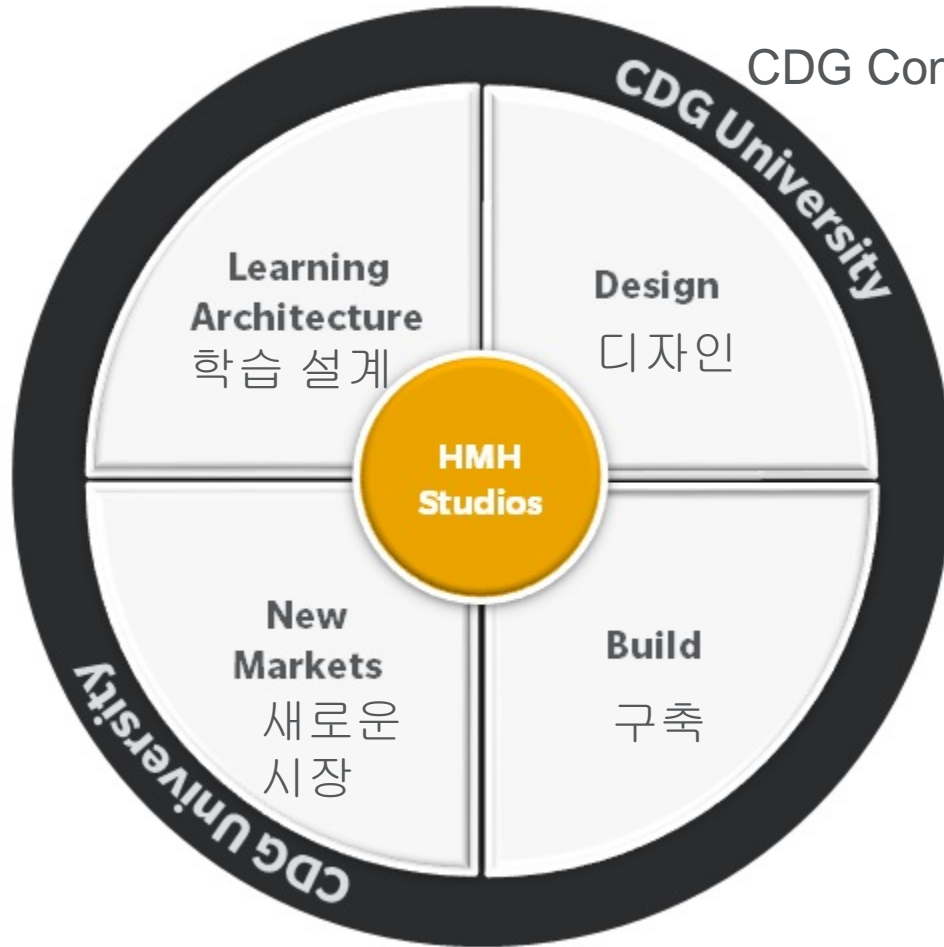 CDG
CDG University
Learning
Architecture
학습 설계
Design
디자인
HMH
Studios
New
Markets
새로운
시장
Build
구축
CDG University